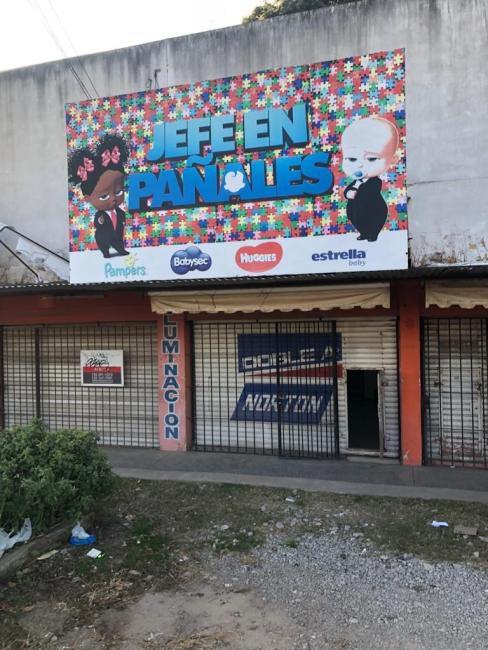 JEFE EN
PAÑALES
Pampers
Babysec
HUGGIES
estrella
baby
ILUMINACION
DOBLE A
NORTON